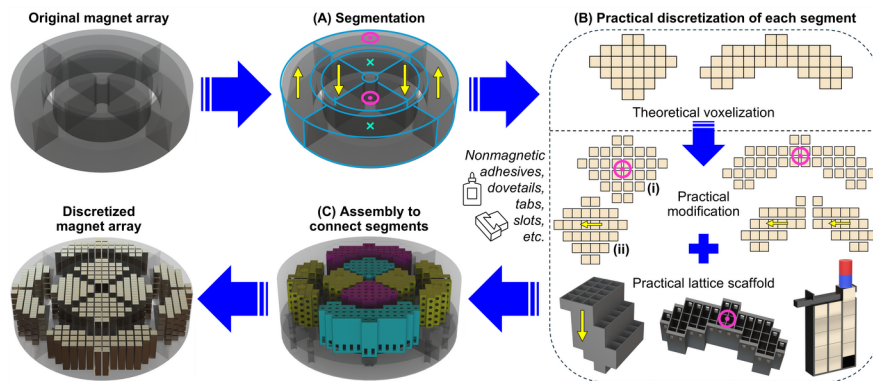 Original magnet array
(A) Segmentation
(B) Practical discretization of each segment
Theoretical voxelization
Nonmagnetic
adhesives,
dovetails,
tabs,
slots,
etc.
(i)
(ii)
Practical
modification
Practical lattice scaffold
(C) Assembly to
connect segments
Discretized
magnet array